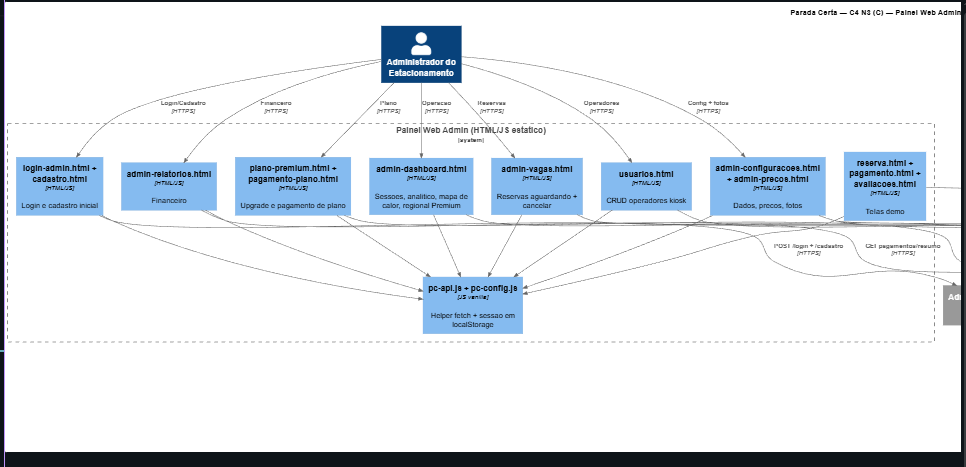 Parada Certa — C4 N3 (C) — Painel Web Admin
Administrador do
Estacionamento
Login/Cadastro
[HTTPS]
Financeiro
[HTTPS]
Plano
[HTTPS]
Operacao
[HTTPS]
Reservas
[HTTPS]
Operadores
[HTTPS]
Config + fotos
[HTTPS]
Painel Web Admin (HTML/JS estatico)
[system]
login-admin.html +
cadastro.html
[HTML/JS]
Login e cadastro inicial
admin-relatorios.html
[HTML/JS]
Financeiro
plano-premium.html +
pagamento-plano.html
[HTML/JS]
Upgrade e pagamento de plano
admin-dashboard.html
[HTML/JS]
Sessoes, analitico, mapa de
calor, regional Premium
admin-vagas.html
[HTML/JS]
Reservas aguardando +
cancelar
usuarios.html
[HTML/JS]
CRUD operadores kiosk
admin-configuracoes.html
+ admin-precos.html
[HTML/JS]
Dados, precos, fotos
reserva.html +
pagamento.html +
avaliacoes.html
[HTML/JS]
Telas demo
POST /login + /cadastro
[HTTPS]
GET pagamentos/resumo
[HTTPS]
pc-api.js + pc-config.js
[JS vanilla]
Helper fetch + sessao em
localStorage